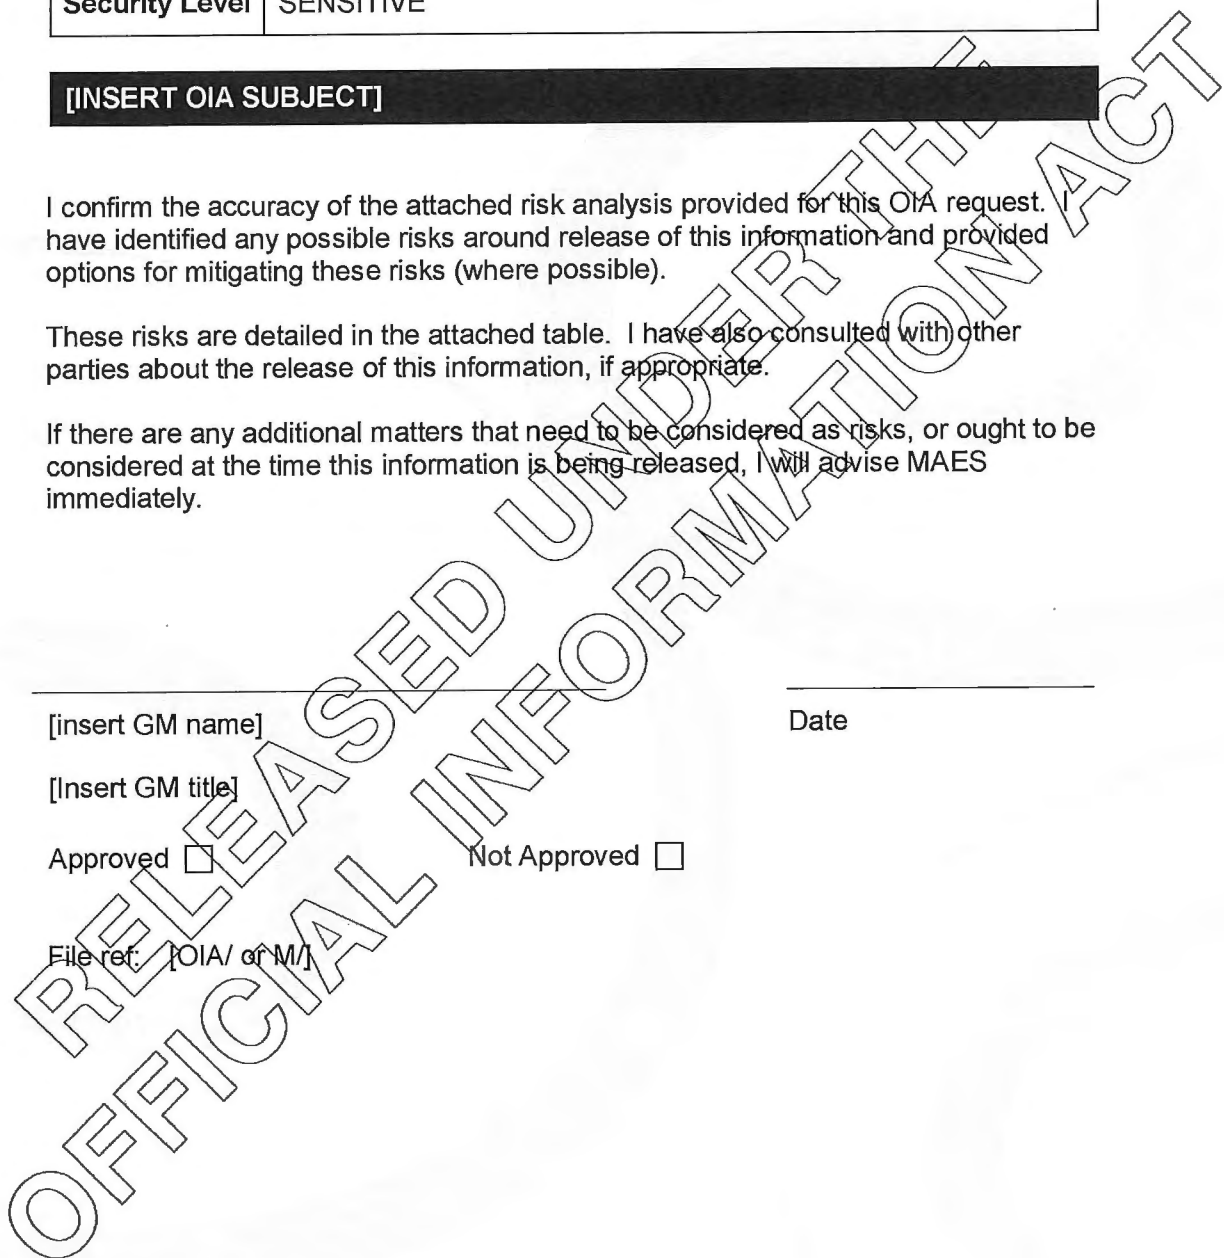 Security Level SENSITIVE
[INSERT OIA SUBJECT]
I confirm the accuracy of the attached risk analysis provided for this OIA request. I
have identified any possible risks around release of this information and provided
options for mitigating these risks (where possible).
These risks are detailed in the attached table. I have also consulted with other
parties about the release of this information, if appropriate.
If there are any additional matters that need to be considered as risks, or ought to be
considered at the time this information is being released, I will advise MAES
immediately.
[insert GM name] Date
[Insert GM title]
Approved Not Approved
File ref: [OIA/ or M/]
RELEASED UNDER THE
OFFICIAL INFORMATION ACT